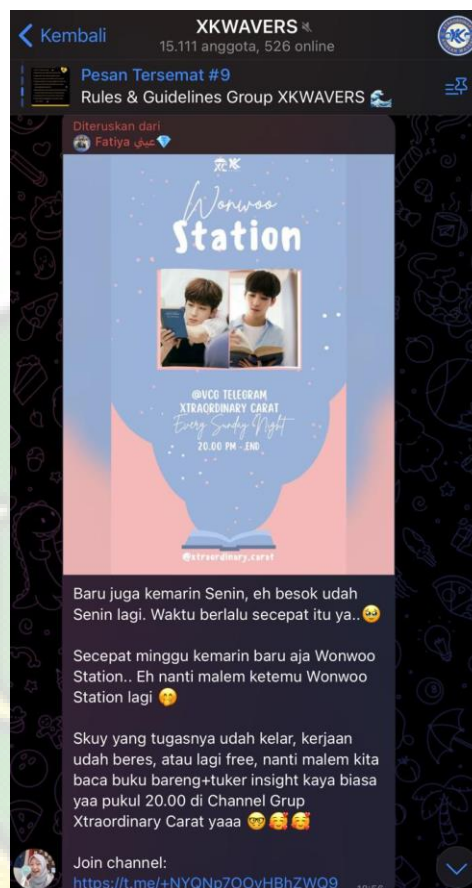 Kembali
XKWAVERS
15.111 anggota, 526 online
Pesan Tersemat #9
Rules & Guidelines Group XKWAVERS 🌊
Diteruskan dari
Fatiya عيني💎
Wonwoo
Station
@VCG TELEGRAM
XTRAORDINARY CARAT
Every Sunday Night
20.00 PM - END
@xtraordinary.carat
Baru juga kemarin Senin, eh besok udah
Senin lagi. Waktu berlalu secepat itu ya..🥹
Secepat minggu kemarin baru aja Wonwoo
Station.. Eh nanti malem ketemu Wonwoo
Station lagi 🤭
Skuy yang tugasnya udah kelar, kerjaan
udah beres, atau lagi free, nanti malem kita
baca buku bareng+tuker insight kaya biasa
yaa pukul 20.00 di Channel Grup
Xtraordinary Carat yaaa 🤓🥰🥰
Join channel:
https://t.me/+NYQNp7OOvHBhZWQ9